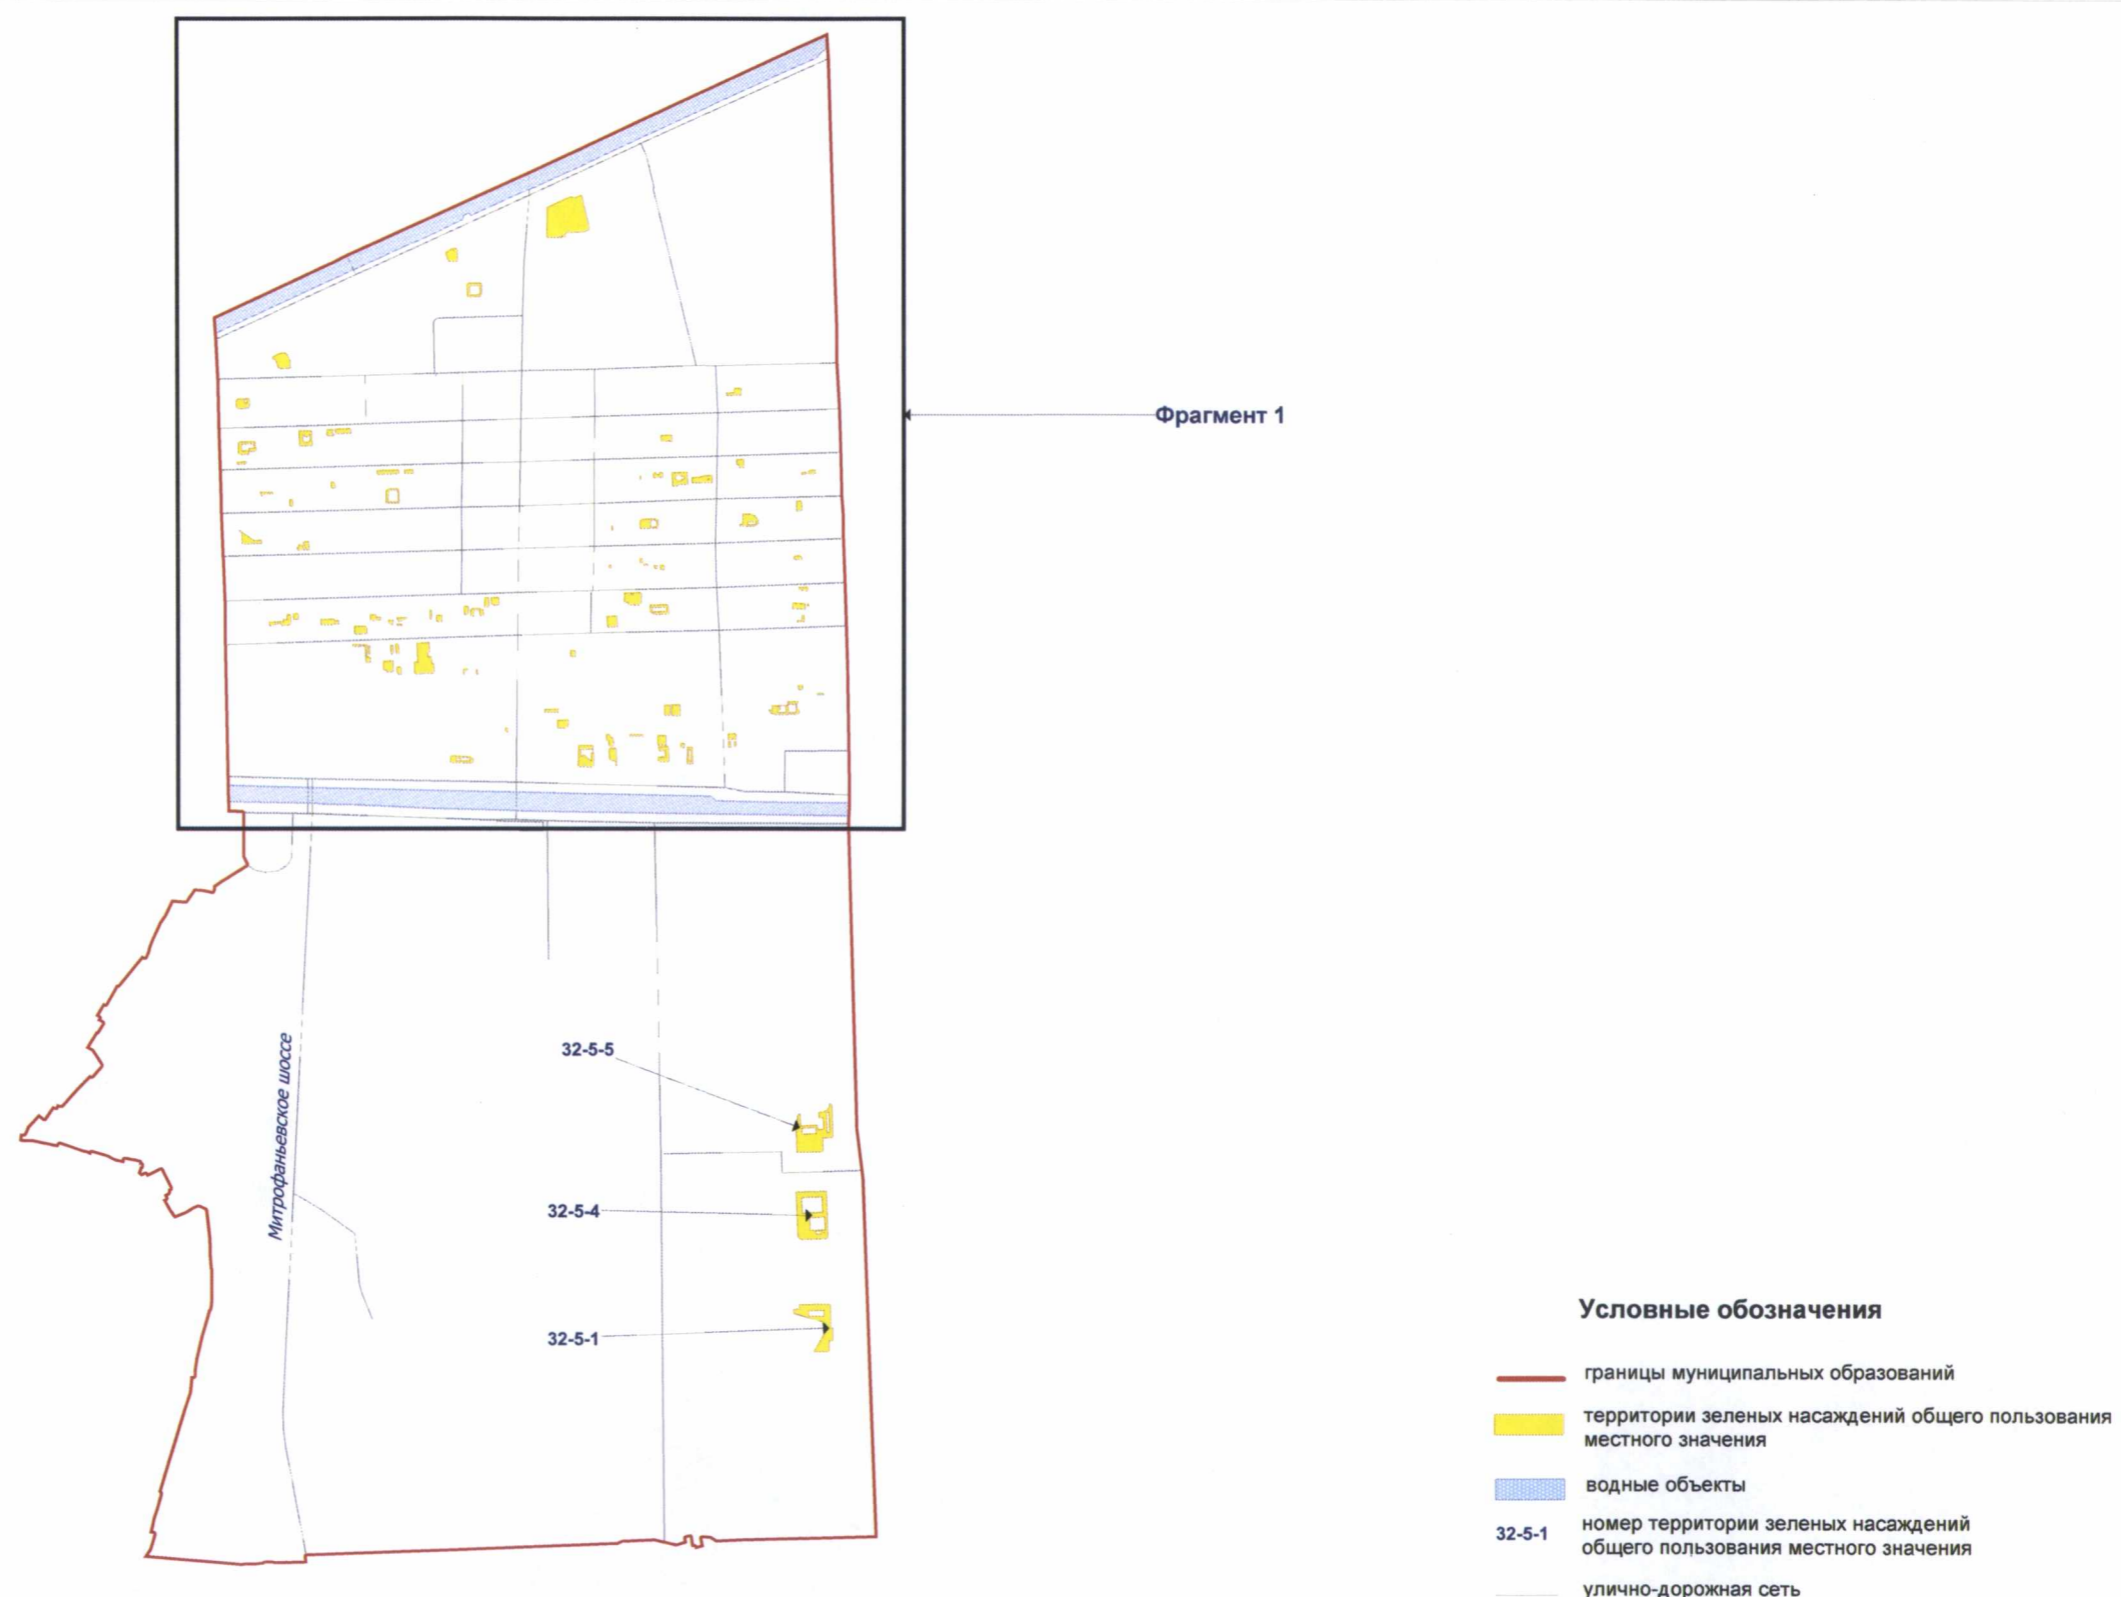 Фрагмент 1
32-5-5
Митрофаньевское шоссе
32-5-4
32-5-1
Условные обозначения
границы муниципальных образований
территории зеленых насаждений общего пользования
местного значения
водные объекты
32-5-1
номер территории зеленых насаждений
общего пользования местного значения
улично-дорожная сеть